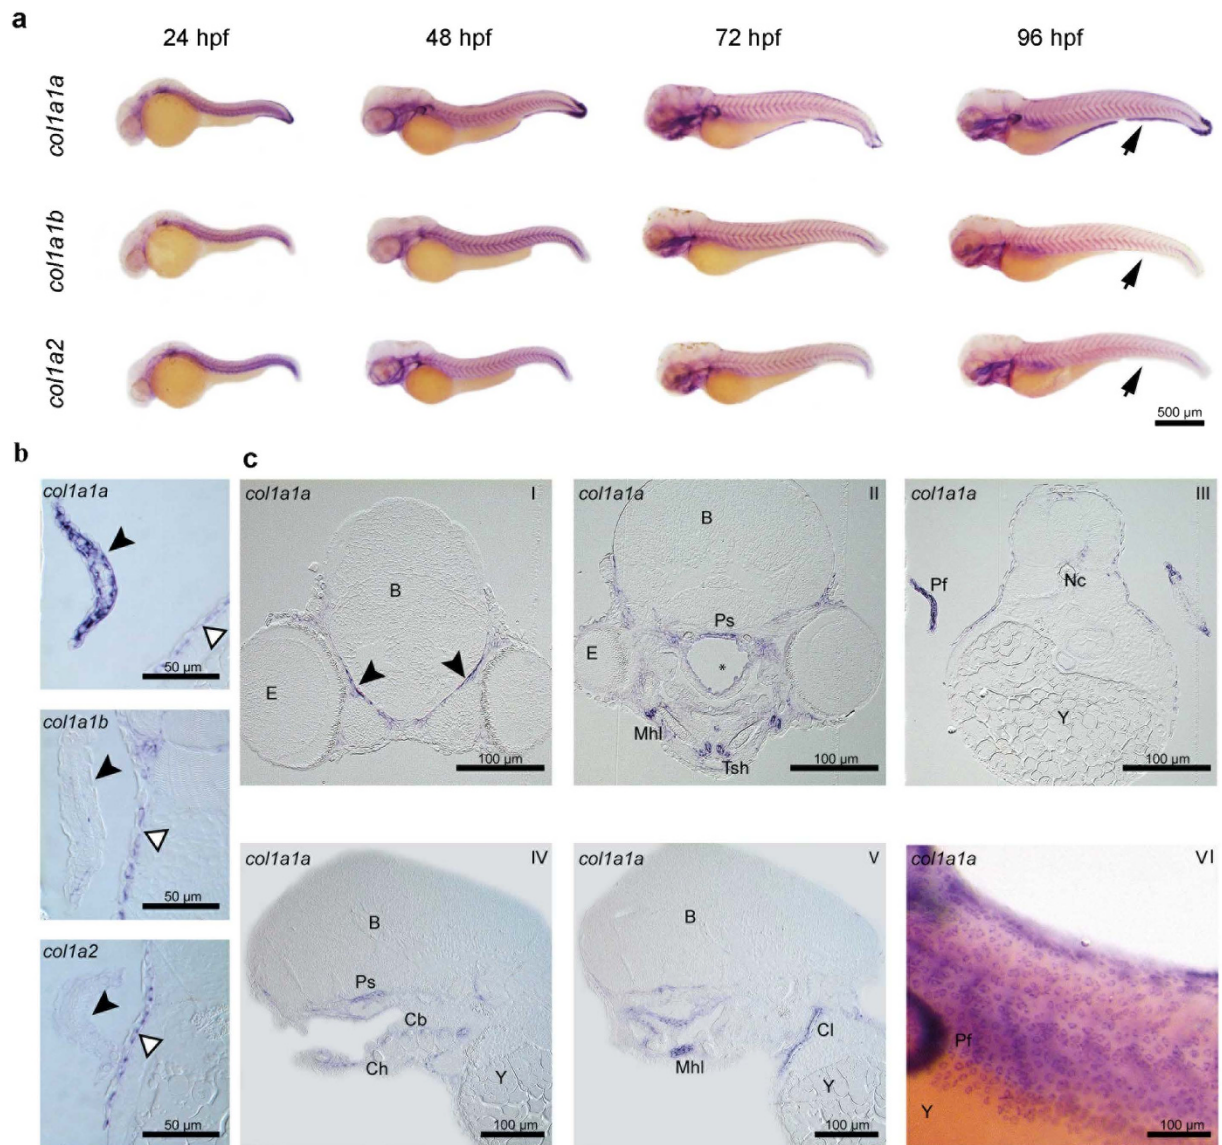 a
24 hpf 48 hpf 72 hpf 96 hpf
col1a1a
col1a1b
col1a2
500 µm
b
col1a1a
50 µm
col1a1b
50 µm
col1a2
50 µm
c
col1a1a I
B
E
100 µm
col1a1a II
B
Ps
E
*
Mhl
Tsh
100 µm
col1a1a III
Pf
Nc
Y
100 µm
col1a1a IV
B
Ps
Cb
Ch
Y
100 µm
col1a1a V
B
Cl
Mhl
Y
100 µm
col1a1a VI
Pf
Y
100 µm